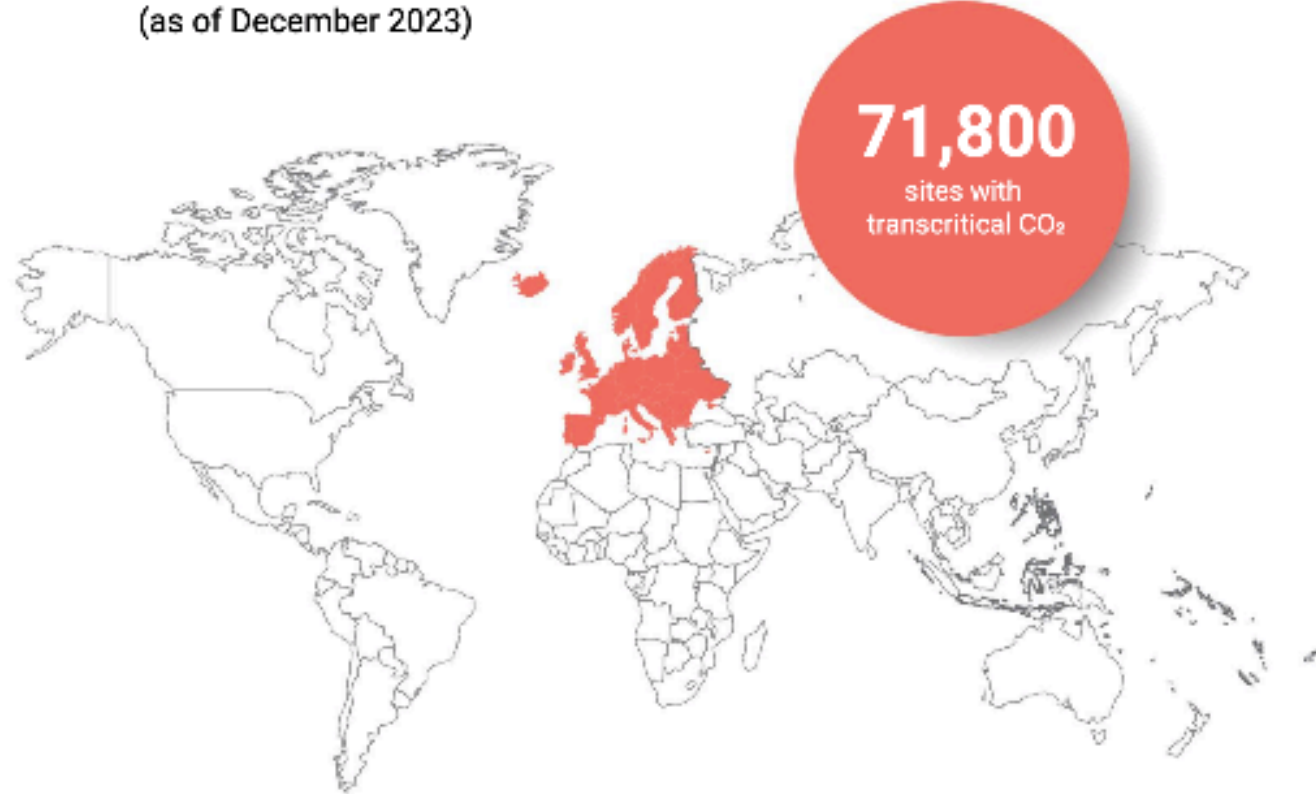 (as of December 2023)
71,800
sites with
transcritical CO₂